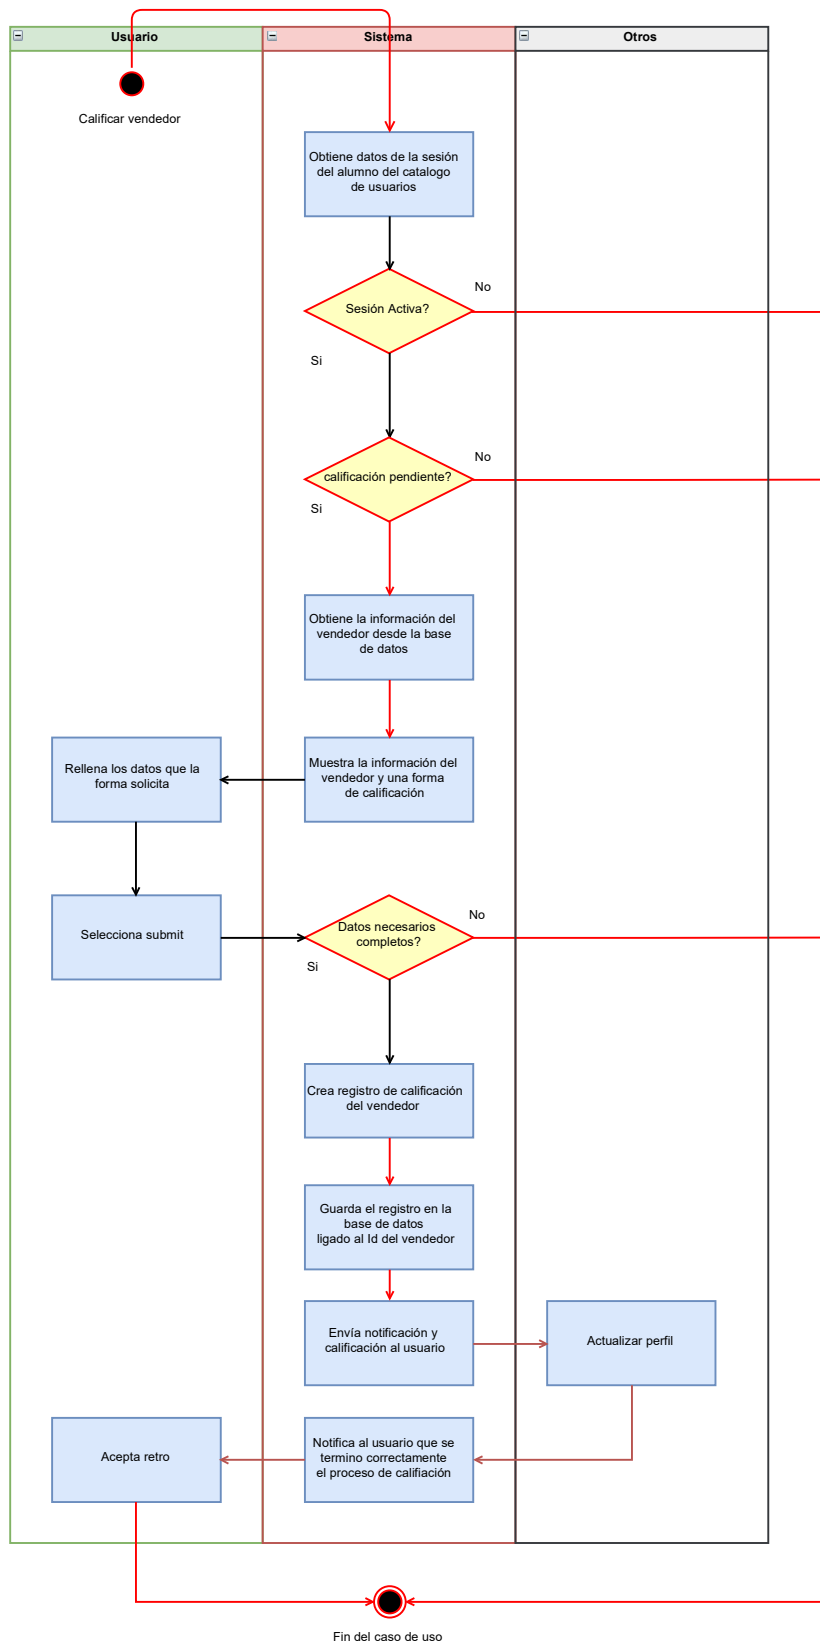 Usuario
Sistema
Otros
Calificar vendedor
Obtiene datos de la sesión
del alumno del catalogo
de usuarios
No
Sesión Activa?
Si
No
calificación pendiente?
Si
Obtiene la información del
vendedor desde la base
de datos
Muestra la información del
vendedor y una forma
de calificación
Rellena los datos que la
forma solicita
Selecciona submit
No
Datos necesarios
completos?
Si
Crea registro de calificación
del vendedor
Guarda el registro en la
base de datos
ligado al Id del vendedor
Envía notificación y
calificación al usuario
Actualizar perfil
Notifica al usuario que se
termino correctamente
el proceso de califiación
Acepta retro
Fin del caso de uso